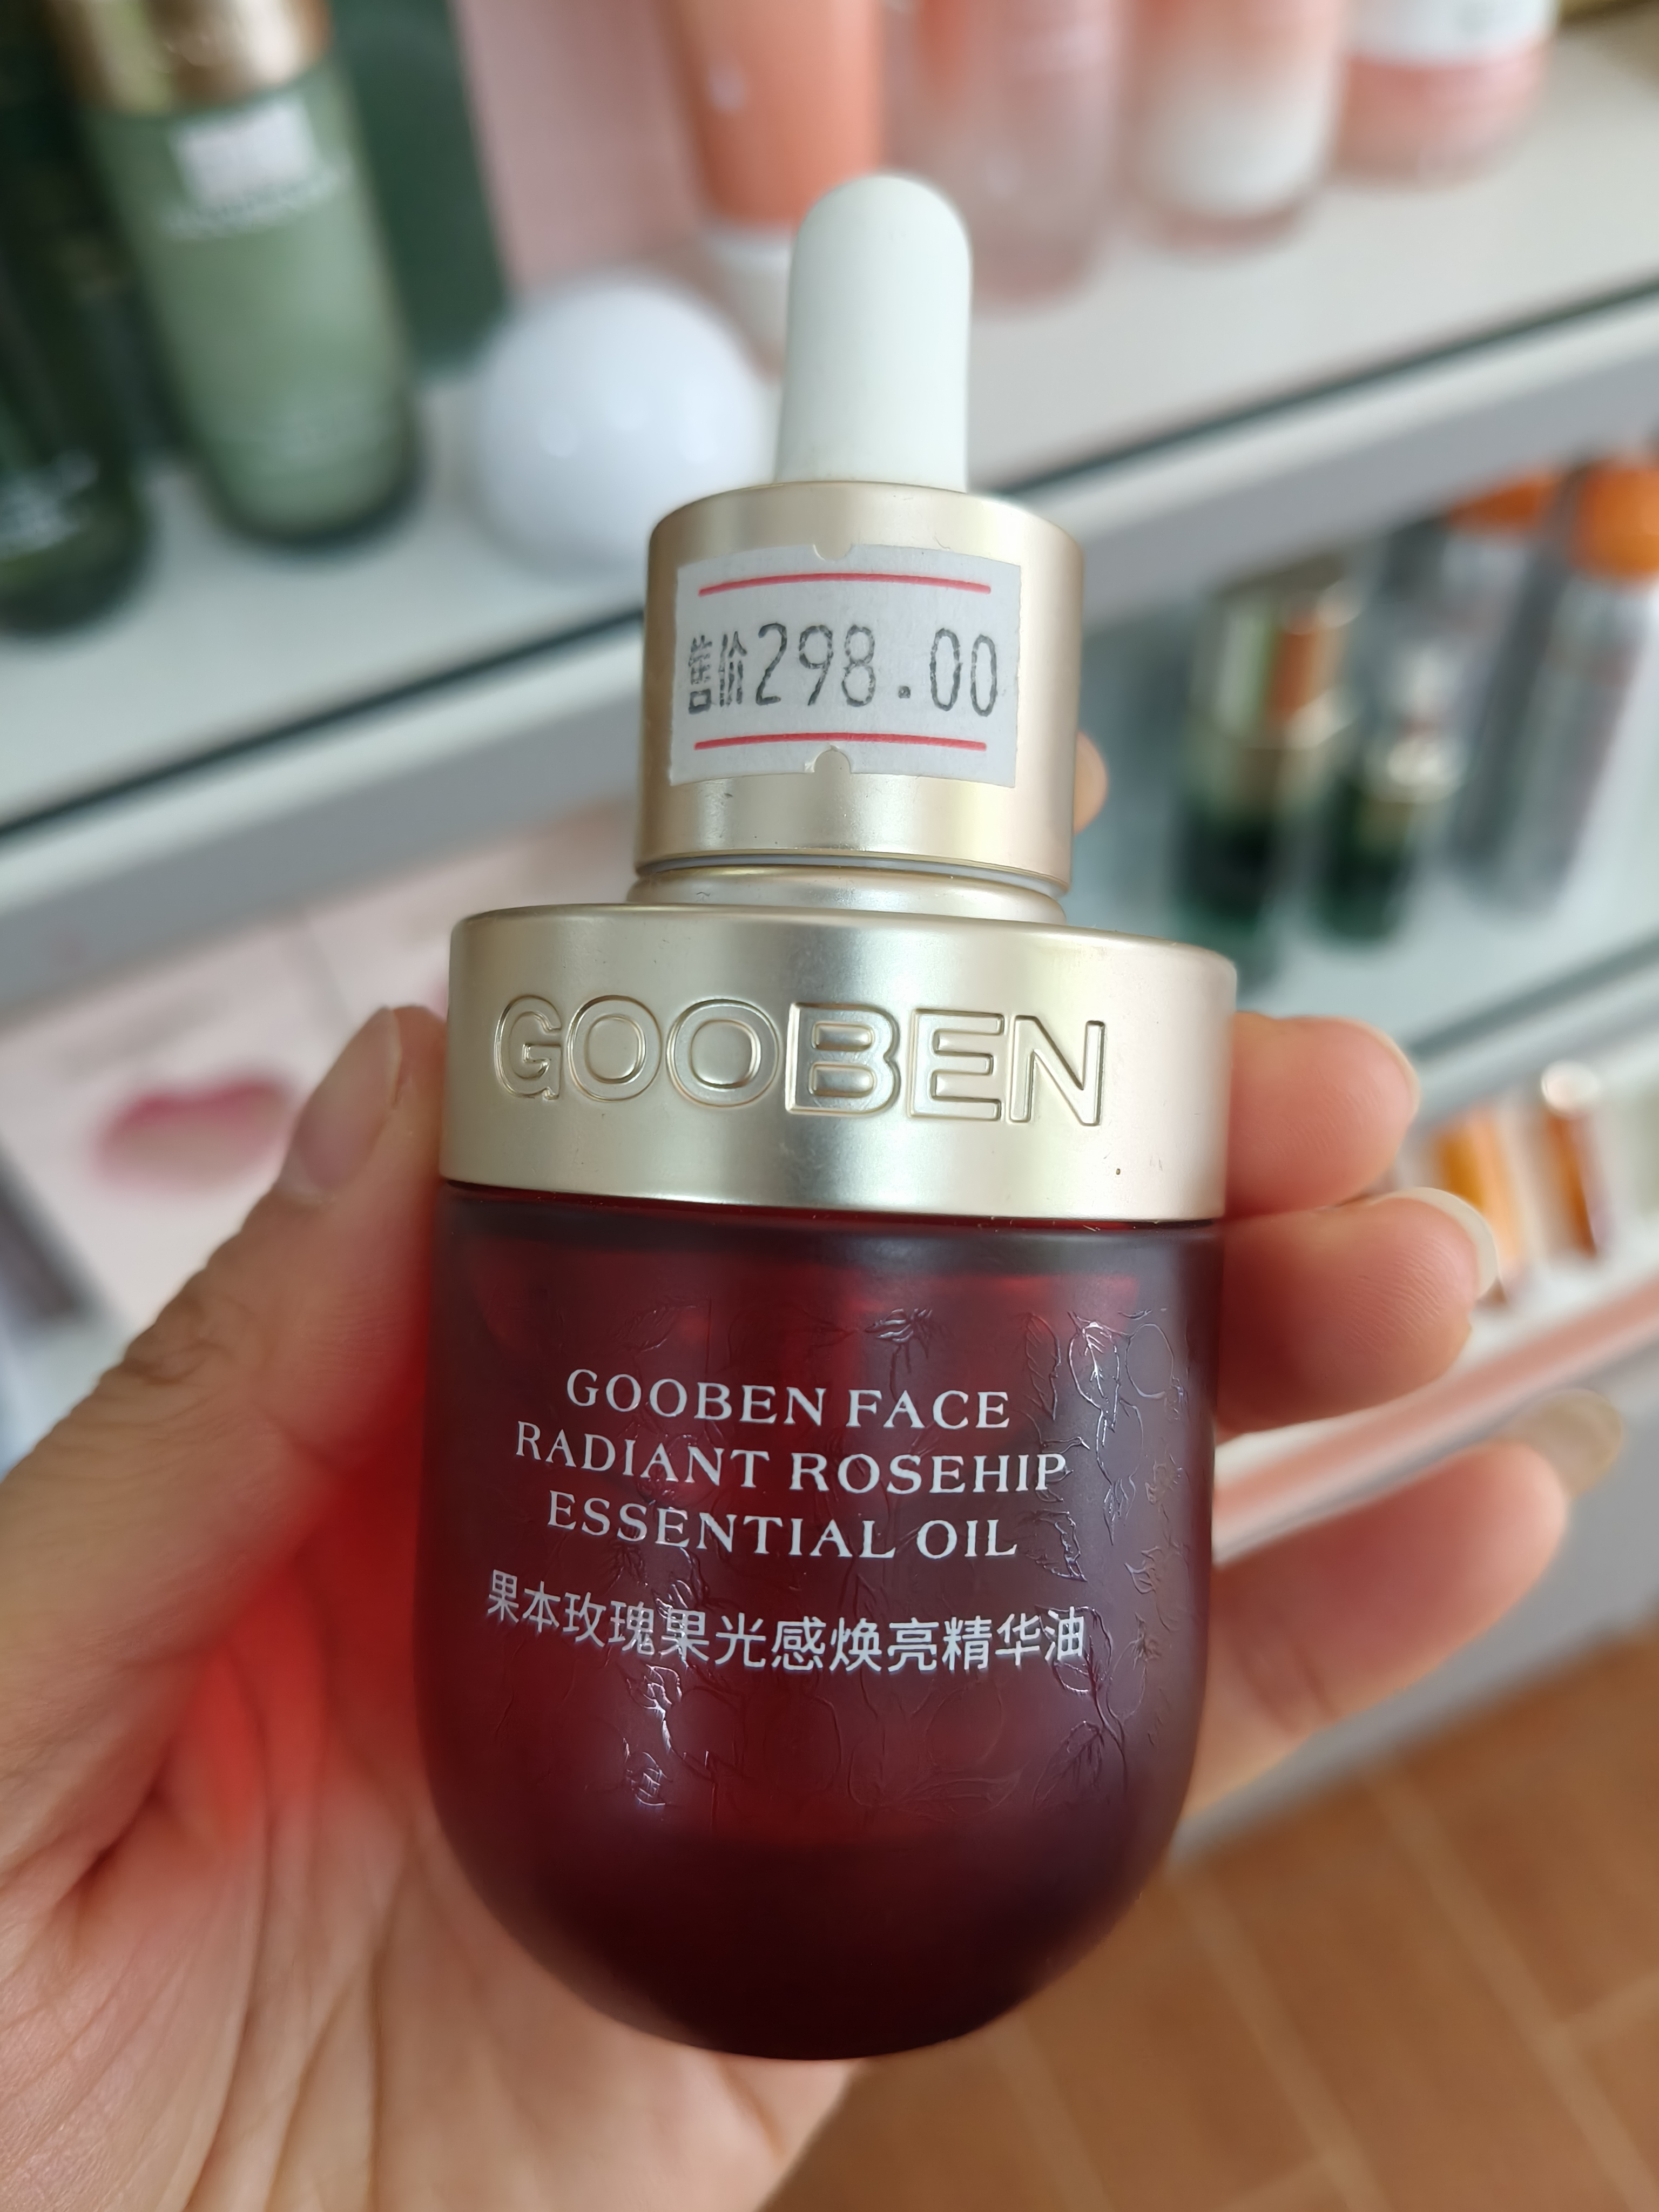 售价298.00
GOOBEN
GOOBEN FACE
RADIANT ROSEHIP
ESSENTIAL OIL
果本玫瑰果光感焕亮精华油